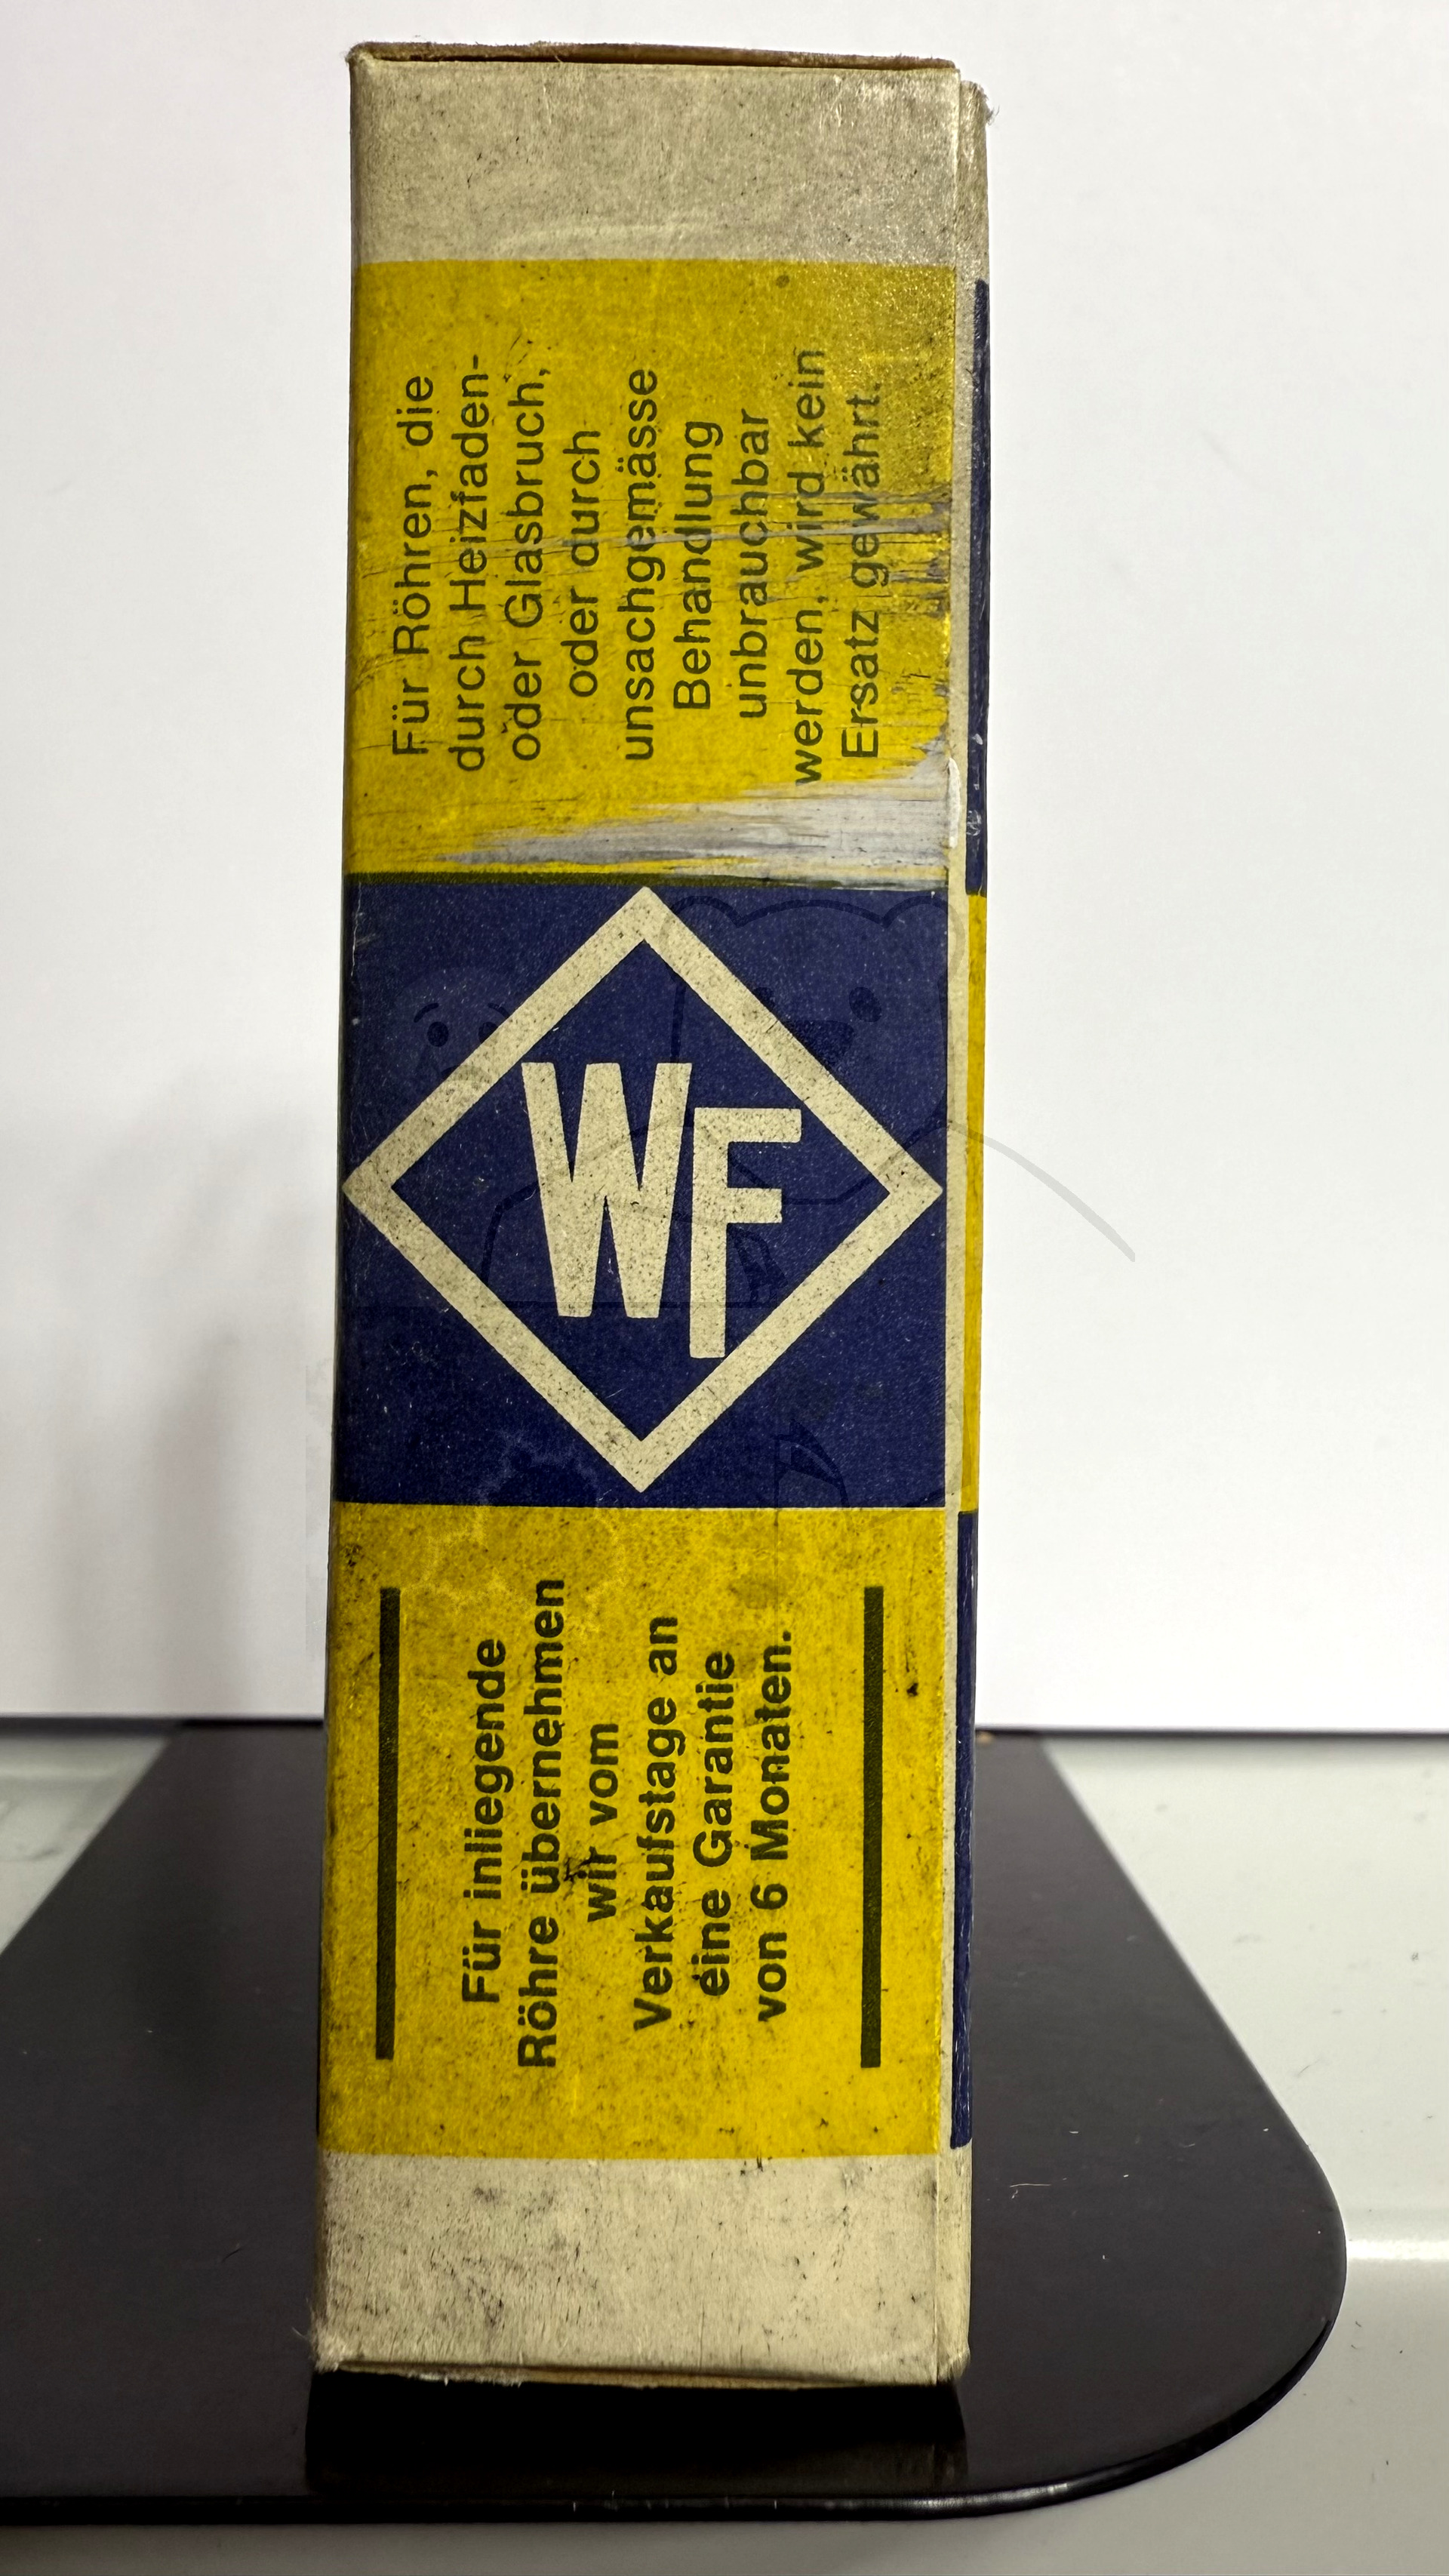 Für Röhren, die
durch Heizfaden-
oder Glasbruch,
oder durch
unsachgemässe
Behandlung
unbrauchbar
werden, wird kein
Ersatz gewährt.
WF
Für inliegende
Röhre übernehmen
wir vom
Verkaufstage an
eine Garantie
von 6 Monaten.